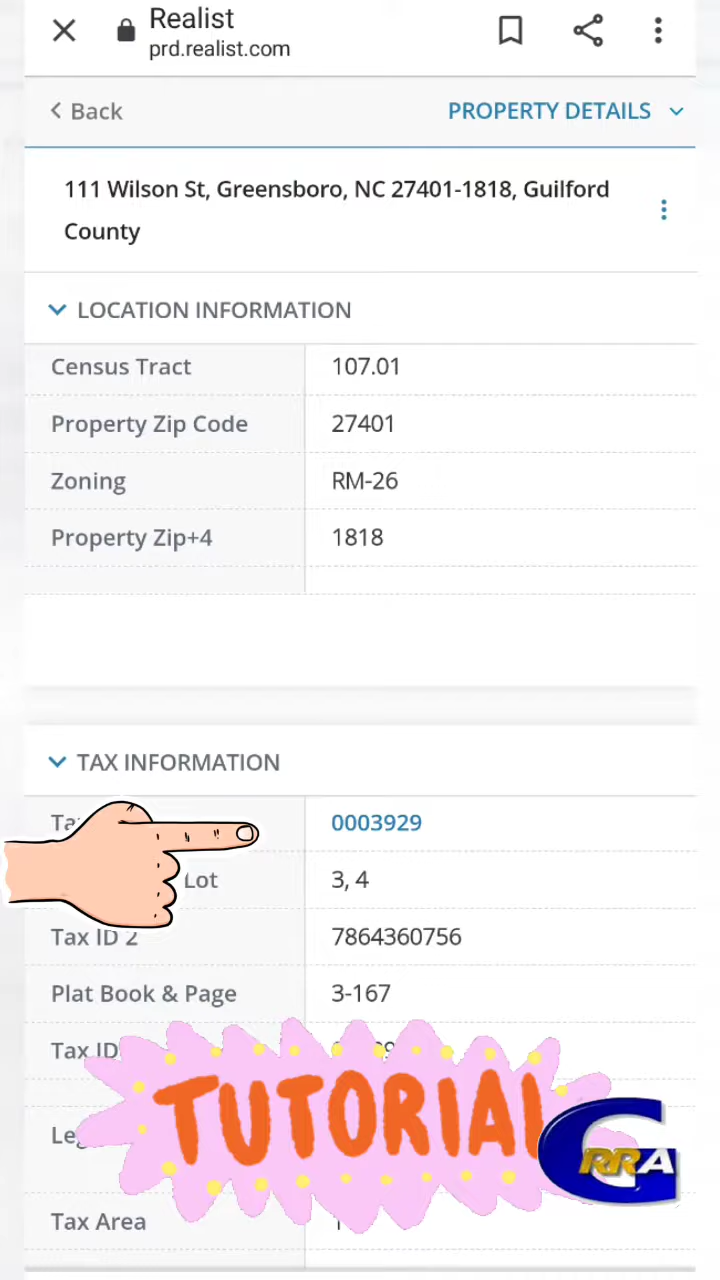 Realist
prd.realist.com
Back
PROPERTY DETAILS
111 Wilson St, Greensboro, NC 27401-1818, Guilford
County
LOCATION INFORMATION
Census Tract 107.01
Property Zip Code 27401
Zoning RM-26
Property Zip+4 1818
TAX INFORMATION
0003929
Lot 3, 4
Tax ID 2 7864360756
Plat Book & Page 3-167
Tax ID
TUTORIAL
GRRA
Tax Area